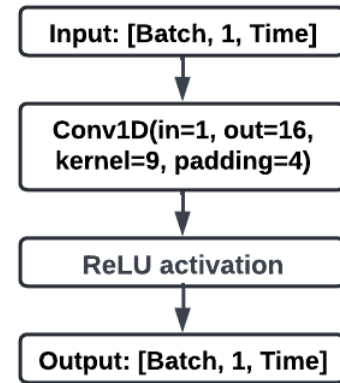 Input: [Batch, 1, Time]
Conv1D(in=1, out=16,
kernel=9, padding=4)
ReLU activation
Output: [Batch, 1, Time]